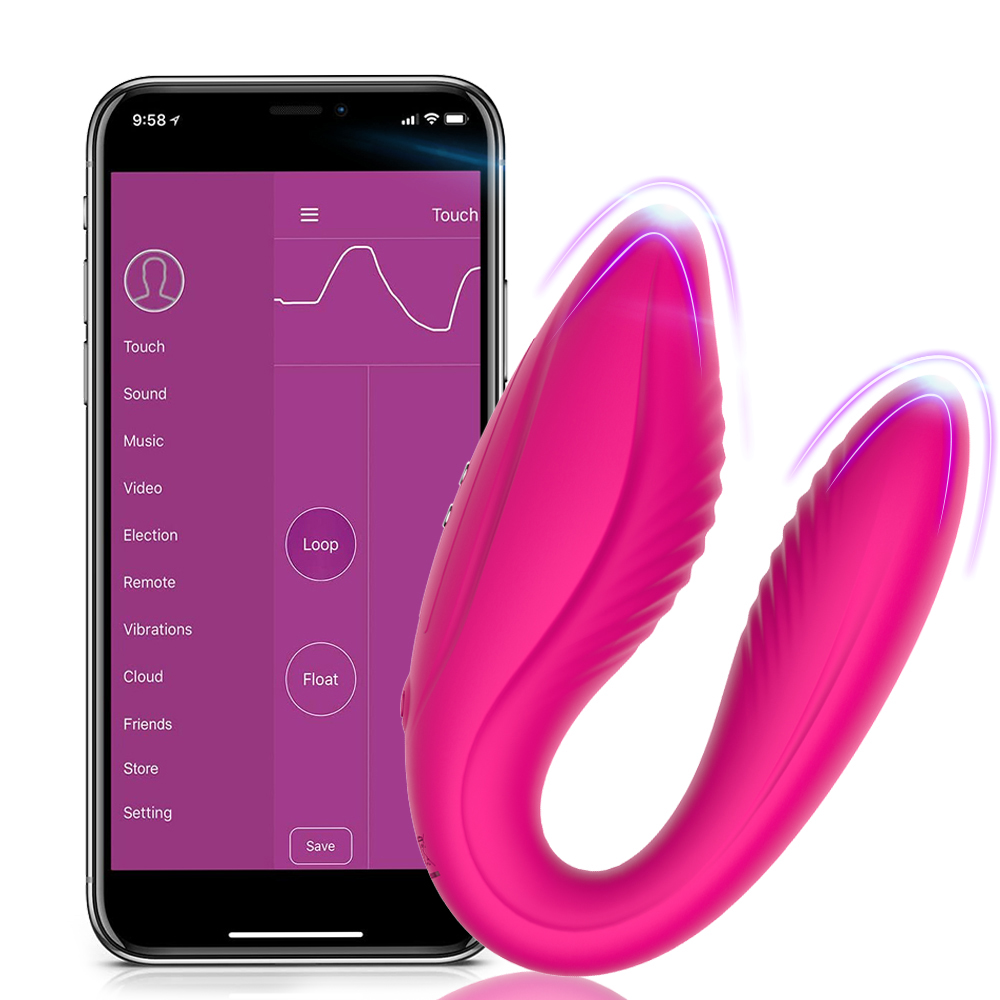 9:58
Touch
Touch
Sound
Music
Video
Election
Remote
Vibrations
Cloud
Friends
Store
Setting
Loop
Float
Save